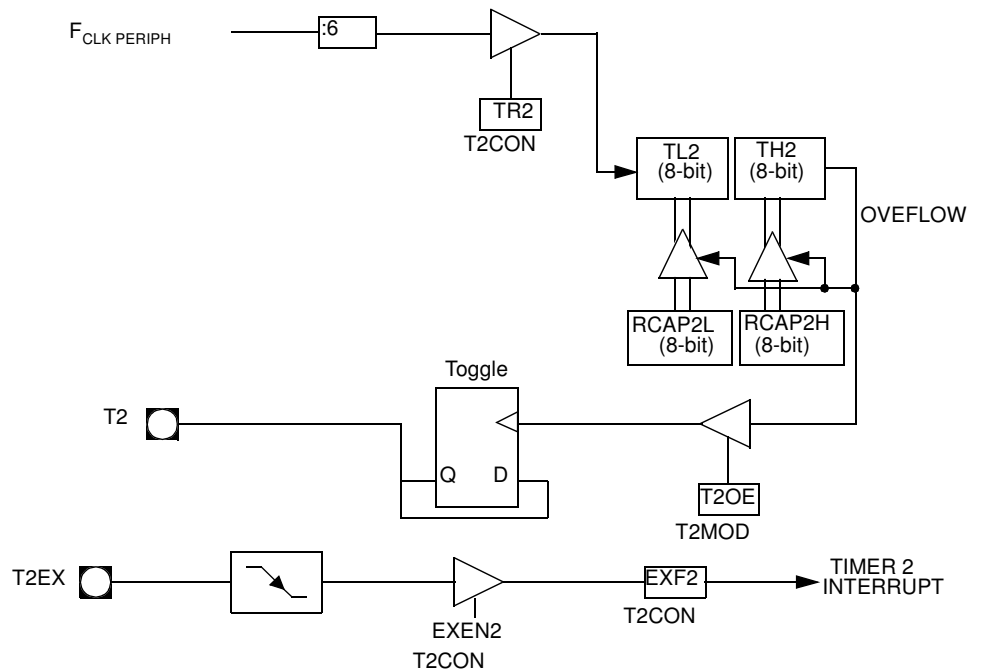 FCLK PERIPH
:6
TR2
T2CON
TL2
(8-bit)
TH2
(8-bit)
OVEFLOW
RCAP2L
(8-bit)
RCAP2H
(8-bit)
Toggle
T2
Q
D
T2OE
T2MOD
T2EX
EXEN2
T2CON
EXF2
T2CON
TIMER 2
INTERRUPT